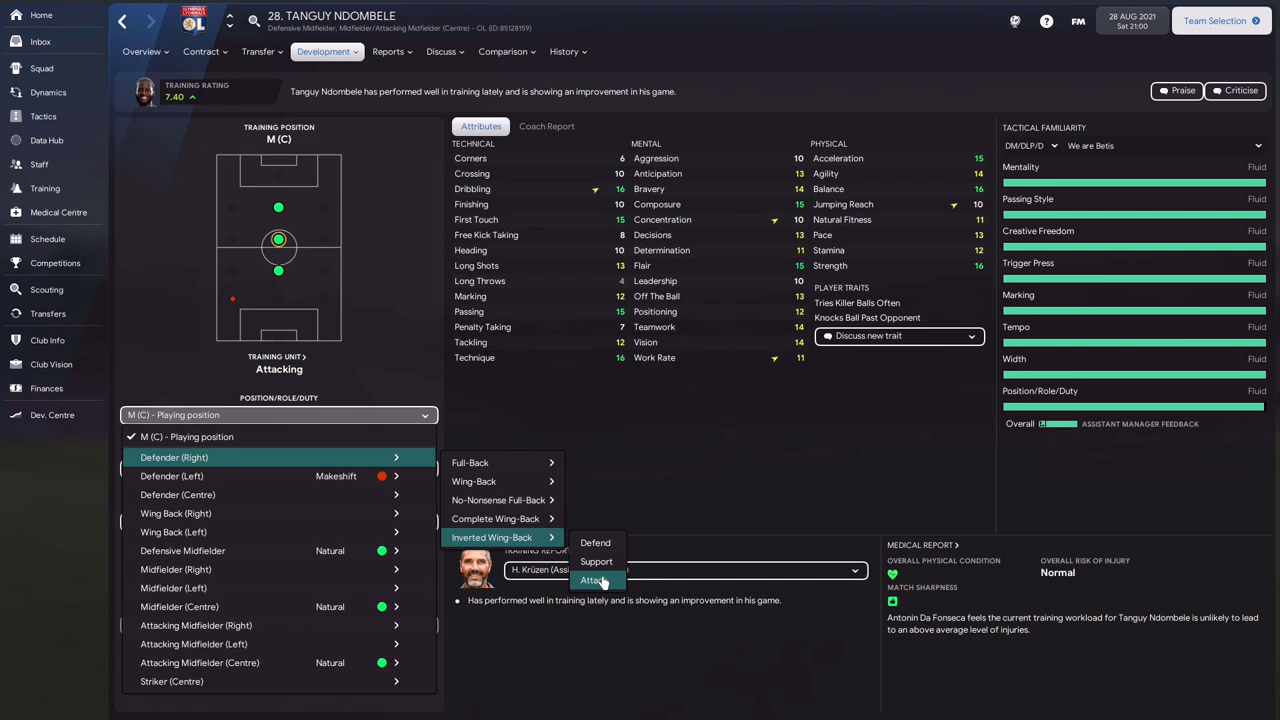 Home
Inbox
Squad
Dynamics
Tactics
Data Hub
Staff
Training
Medical Centre
Schedule
Competitions
Scouting
Transfers
Club Info
Club Vision
Finances
Dev. Centre
28. TANGUY NDOMBELE
Defensive Midfielder, Midfielder/Attacking Midfielder (Centre) - OL (ID:85128159)
FM
28 AUG 2021
Sat 21:00
Team Selection
Overview
Contract
Transfer
Development
Reports
Discuss
Comparison
History
TRAINING RATING
7.40
Tanguy Ndombele has performed well in training lately and is showing an improvement in his game.
Praise
Criticise
TRAINING POSITION
M (C)
TRAINING UNIT
Attacking
POSITION/ROLE/DUTY
M (C) - Playing position
M (C) - Playing position
Defender (Right)
Defender (Left) Makeshift
Defender (Centre)
Wing Back (Right)
Wing Back (Left)
Defensive Midfielder Natural
Midfielder (Right)
Midfielder (Left)
Midfielder (Centre) Natural
Attacking Midfielder (Right)
Attacking Midfielder (Left)
Attacking Midfielder (Centre) Natural
Striker (Centre)
Full-Back
Wing-Back
No-Nonsense Full-Back
Complete Wing-Back
Inverted Wing-Back
Defend
Support
Attributes
Coach Report
TECHNICAL
Corners 6
Crossing 10
Dribbling 16
Finishing 10
First Touch 15
Free Kick Taking 8
Heading 10
Long Shots 13
Long Throws 4
Marking 12
Passing 15
Penalty Taking 7
Tackling 12
Technique 16
MENTAL
Aggression 10
Anticipation 13
Bravery 14
Composure 15
Concentration 10
Decisions 13
Determination 11
Flair 15
Leadership 10
Off The Ball 13
Positioning 12
Teamwork 14
Vision 14
Work Rate 11
PHYSICAL
Acceleration 15
Agility 14
Balance 16
Jumping Reach 10
Natural Fitness 11
Pace 13
Stamina 12
Strength 16
PLAYER TRAITS
Tries Killer Balls Often
Knocks Ball Past Opponent
Discuss new trait
TACTICAL FAMILIARITY
DM/DLP/D We are Betis
Mentality Fluid
Passing Style Fluid
Creative Freedom Fluid
Trigger Press Fluid
Marking Fluid
Tempo Fluid
Width Fluid
Position/Role/Duty Fluid
Overall ASSISTANT MANAGER FEEDBACK
H. Krüzen
Has performed well in training lately and is showing an improvement in his game.
MEDICAL REPORT
OVERALL PHYSICAL CONDITION
OVERALL RISK OF INJURY
Normal
MATCH SHARPNESS
Antonin Da Fonseca feels the current training workload for Tanguy Ndombele is unlikely to
lead to an above average level of injuries.